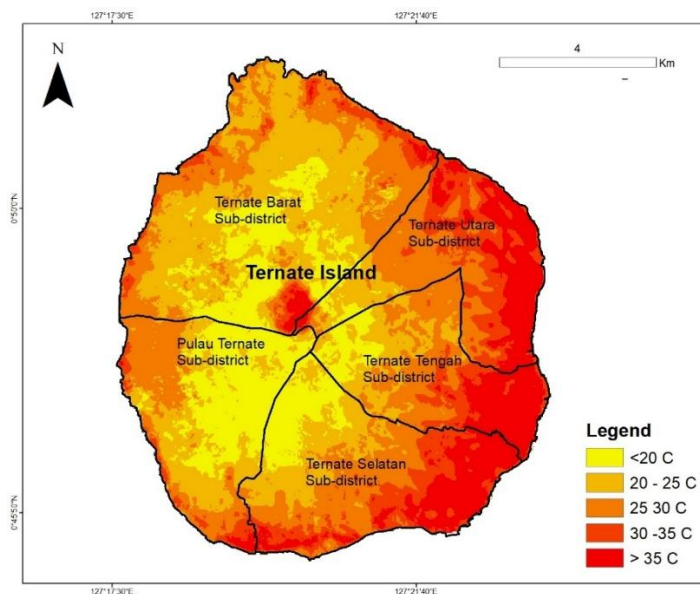 127°17'30"E
127°21'40"E
N
4
Km
0°50'0"N
Ternate Barat
Sub-district
Ternate Utara
Sub-district
Ternate Island
Pulau Ternate
Sub-district
Ternate Tengah
Sub-district
Ternate Selatan
Sub-district
Legend
<20 C
20 - 25 C
25 30 C
30 -35 C
> 35 C
0°45'50"N
127°17'30"E
127°21'40"E